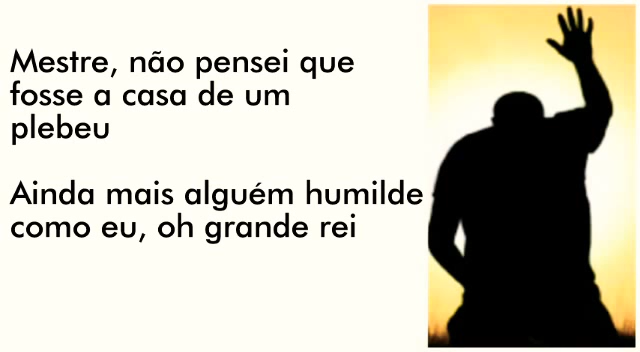 Mestre, não pensei que
fosse a casa de um
plebeu
Ainda mais alguém humilde
como eu, oh grande rei